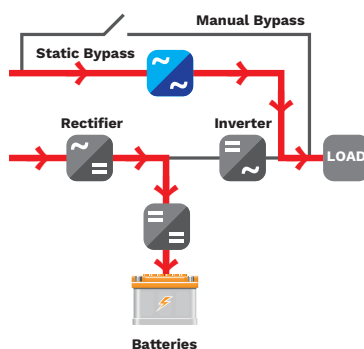 Manual Bypass
Static Bypass
Rectifier
Inverter
LOAD
Batteries